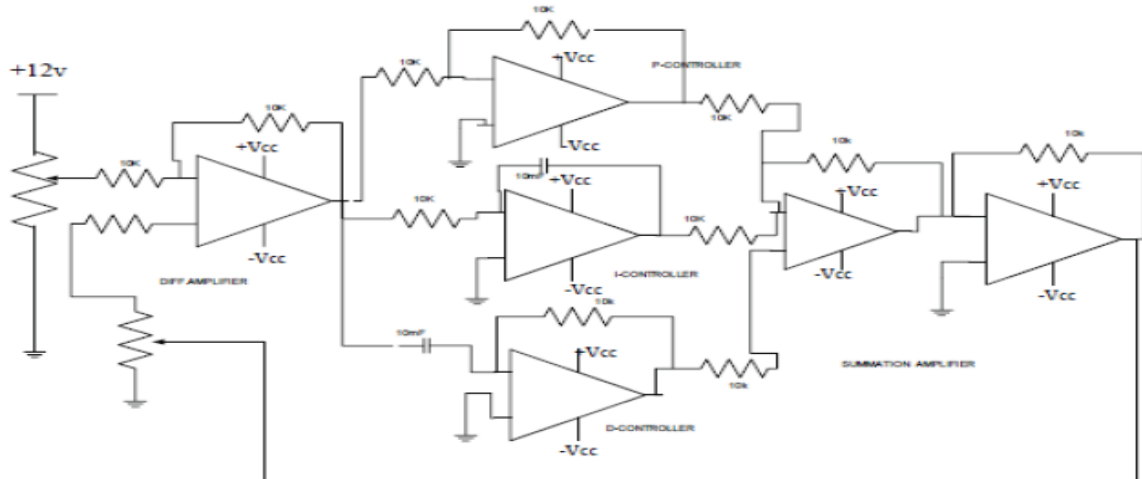 +12v
10K
10K
+Vcc
-Vcc
DIFF.AMPLIFIER
10K
10K
+Vcc
-Vcc
P-CONTROLLER
10K
10K
10mF
+Vcc
-Vcc
I-CONTROLLER
10K
10mF
10k
+Vcc
-Vcc
D-CONTROLLER
10k
10k
+Vcc
-Vcc
SUMMATION AMPLIFIER
10k
+Vcc
-Vcc